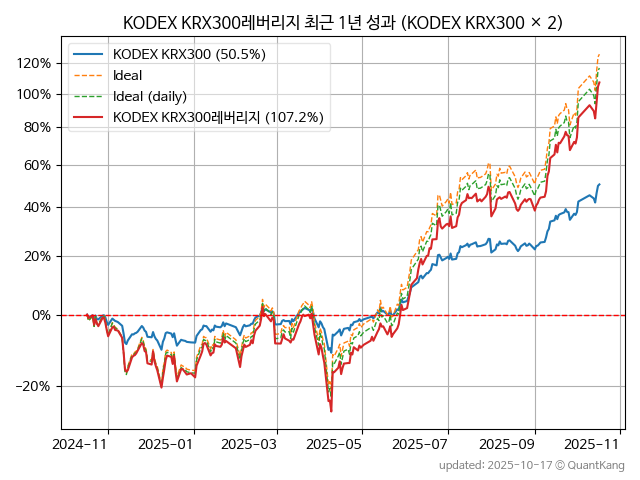 KODEX KRX300레버리지 최근 1년 성과 (KODEX KRX300 × 2)
KODEX KRX300 (50.5%)
Ideal
Ideal (daily)
KODEX KRX300레버리지 (107.2%)
120%
100%
80%
60%
40%
20%
0%
−20%
2024-11 2025-01 2025-03 2025-05 2025-07 2025-09 2025-11
updated: 2025-10-17 © QuantKang